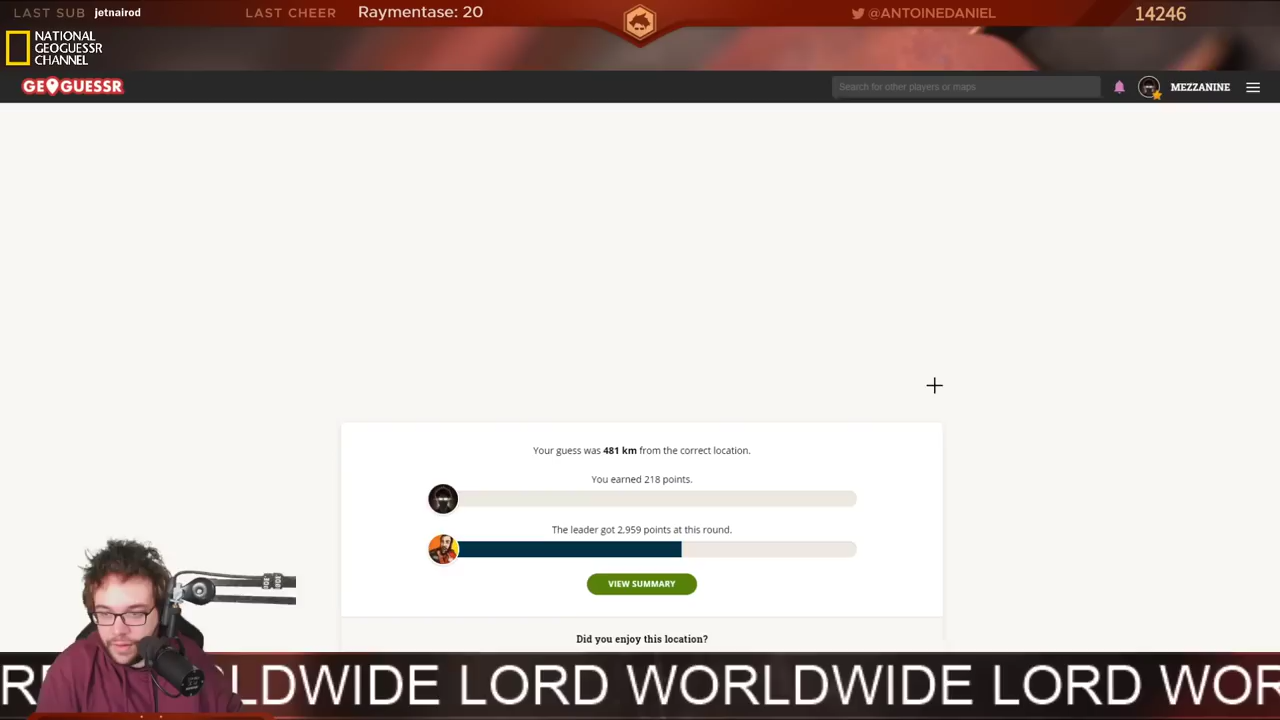 LAST SUB jetnairod LAST CHEER Raymentase: 20 @ANTOINEDANIEL 14246
NATIONAL
GEOGUESSR
CHANNEL
GEOGUESSR Search for other players or maps MEZZANINE
Your guess was 481 km from the correct location.
You earned 218 points.
The leader got 2,959 points at this round.
VIEW SUMMARY
Did you enjoy this location?
LORD WORLDWIDE LORD